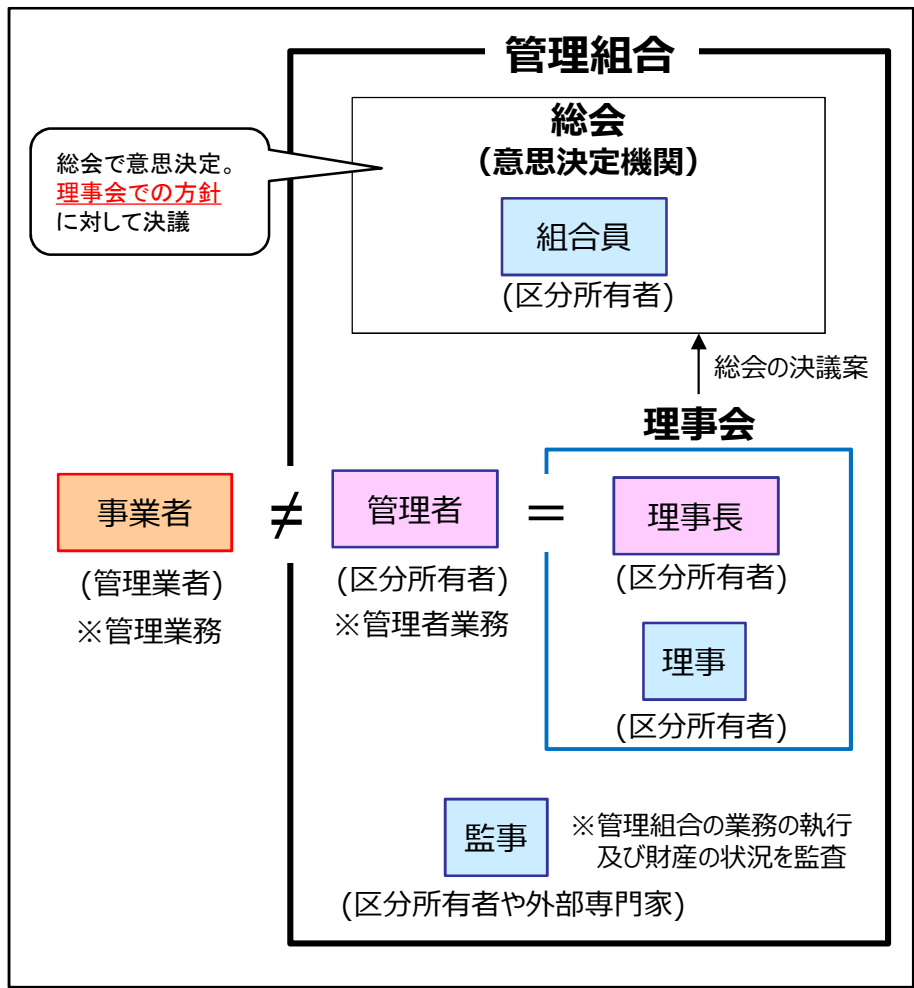 管理組合
総会
（意思決定機関）
総会で意思決定。
理事会での方針
に対して決議
組合員
(区分所有者)
総会の決議案
理事会
事業者
≠
管理者
＝
理事長
(管理業者)
(区分所有者)
(区分所有者)
※管理業務
※管理者業務
理事
(区分所有者)
監事
※管理組合の業務の執行
及び財産の状況を監査
(区分所有者や外部専門家)